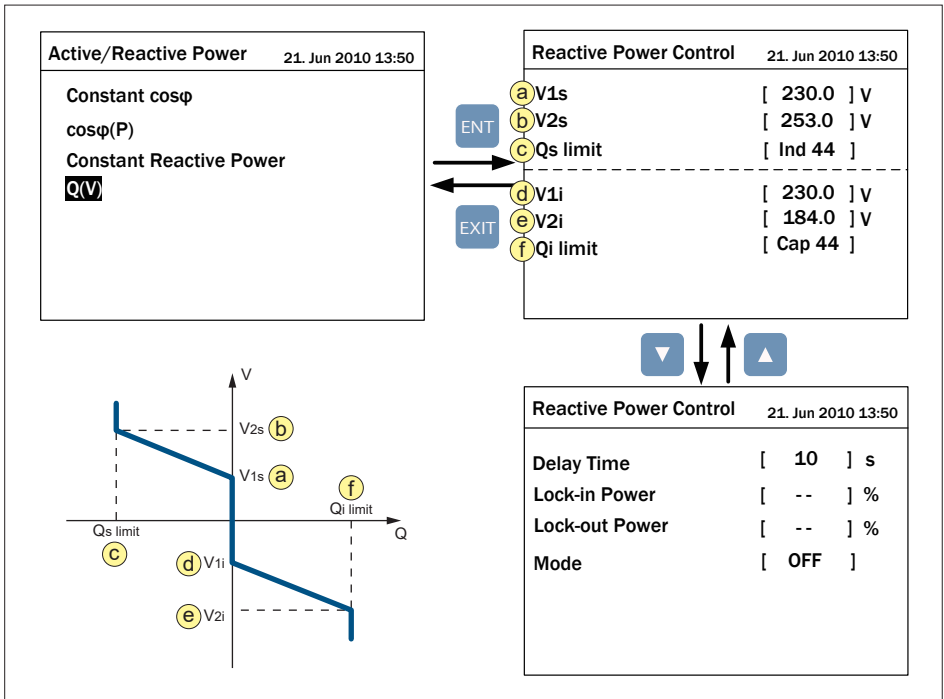 Active/Reactive Power 21. Jun 2010 13:50
Constant cosφ
cosφ(P)
Constant Reactive Power
Q(V)
ENT
EXIT
Reactive Power Control 21. Jun 2010 13:50
a V1s [ 230.0 ] V
b V2s [ 253.0 ] V
c Qs limit [ Ind 44 ]
d V1i [ 230.0 ] V
e V2i [ 184.0 ] V
f Qi limit [ Cap 44 ]
▼ ▲
Reactive Power Control 21. Jun 2010 13:50
Delay Time [ 10 ] s
Lock-in Power [ -- ] %
Lock-out Power [ -- ] %
Mode [ OFF ]
V
V2s b
V1s a
f
Qi limit
Q
Qs limit
c
d V1i
e V2i